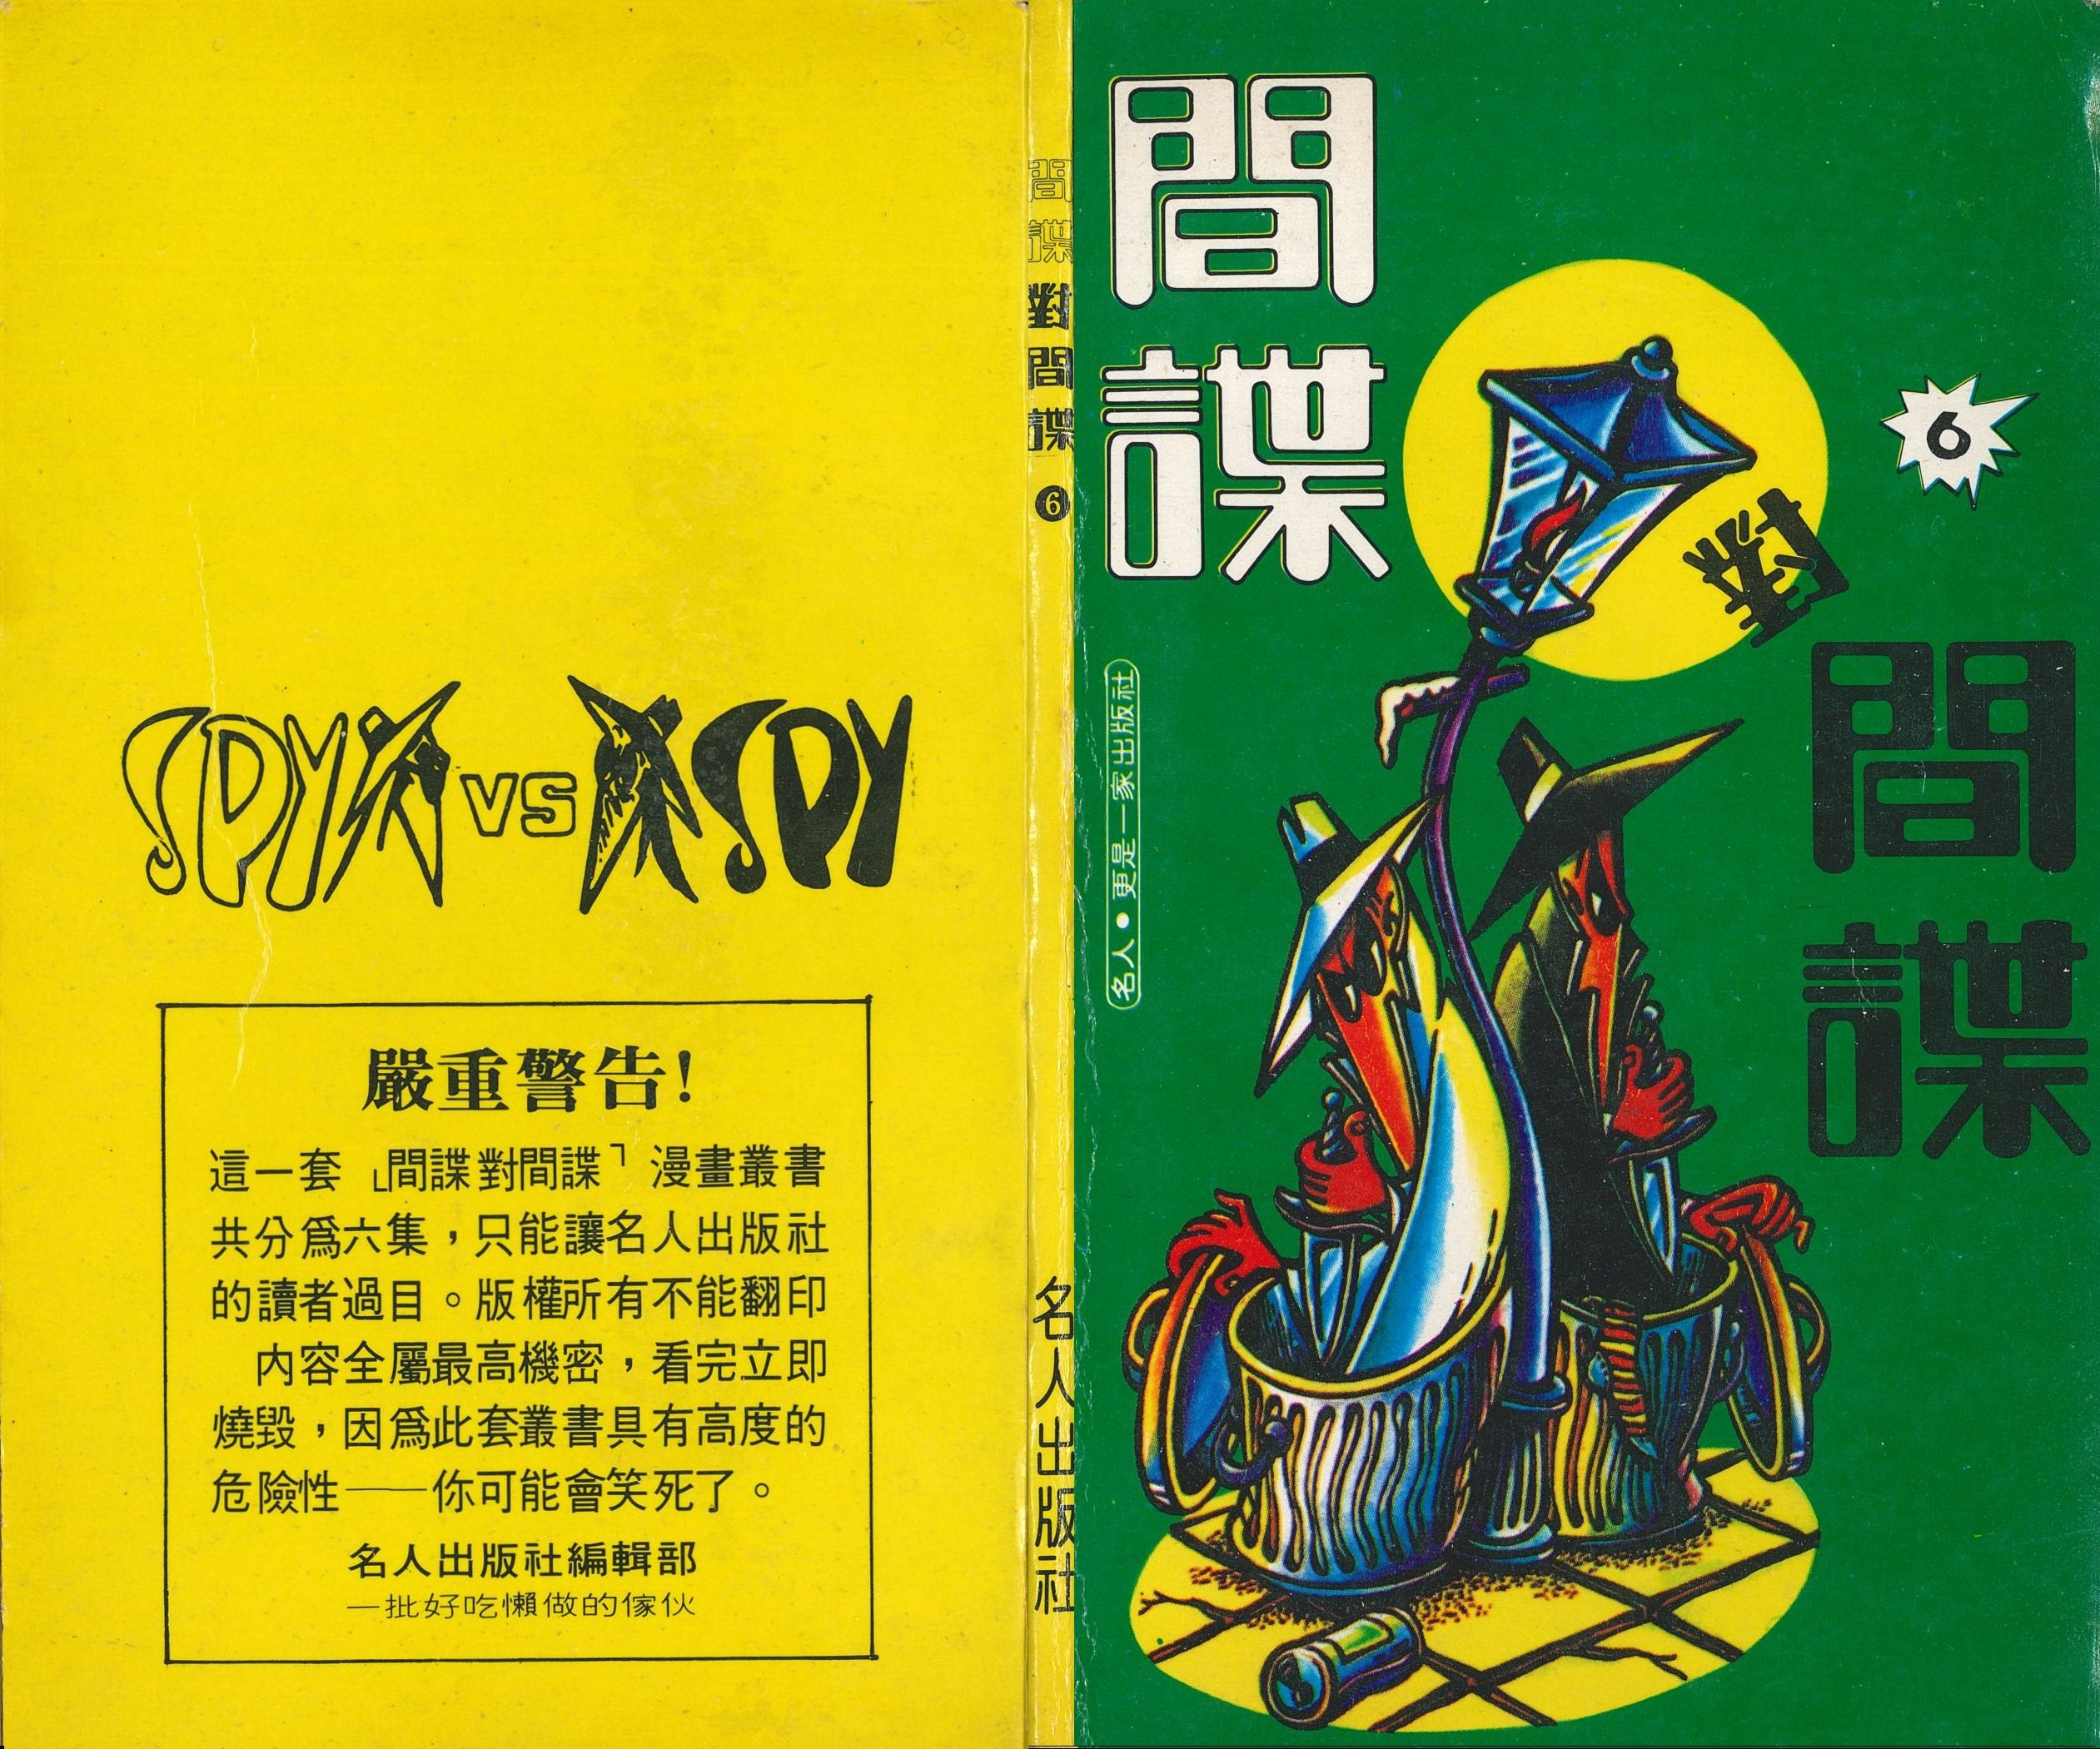 間諜
對
間諜
6
名人●更是一家出版社
間諜對間諜 6
名人出版社
SPY VS SPY
嚴重警告！
這一套「間諜對間諜」漫畫叢書
共分爲六集，只能讓名人出版社
的讀者過目。版權所有不能翻印
內容全屬最高機密，看完立即
燒毀，因爲此套叢書具有高度的
危險性——你可能會笑死了。
名人出版社編輯部
—批好吃懶做的傢伙